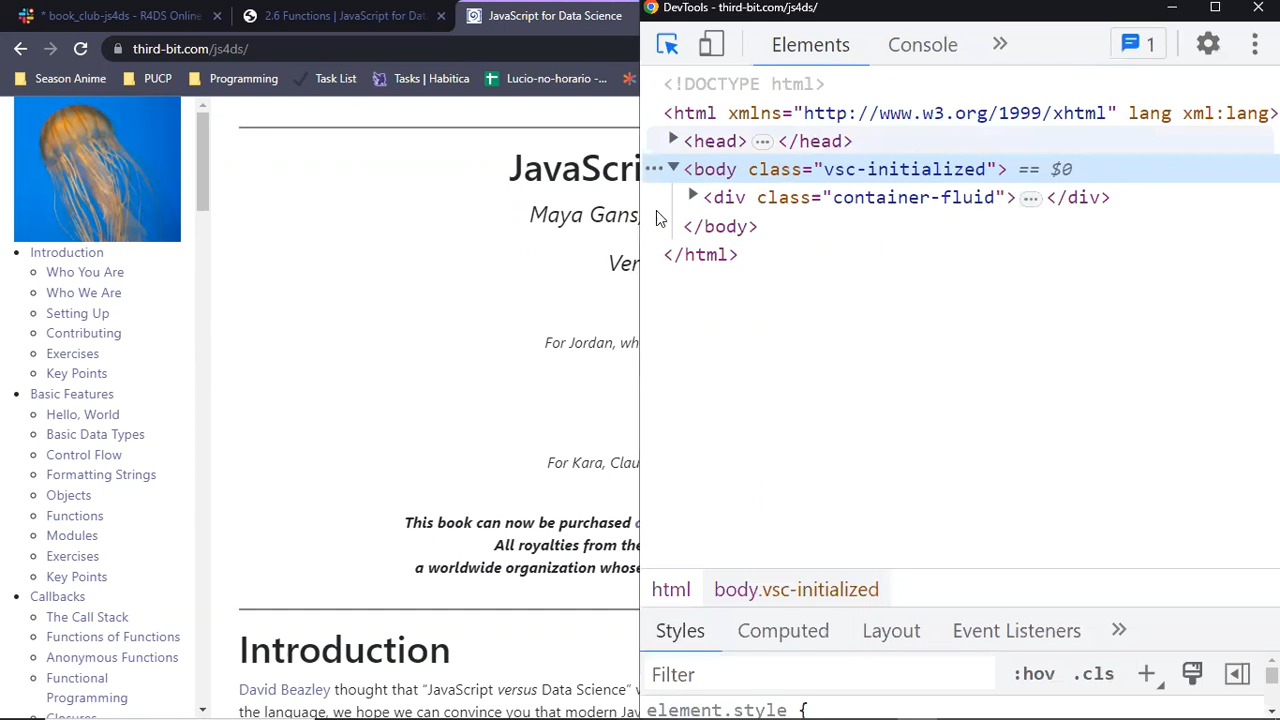 * book_club-js4ds - R4DS Online
2.6 Functions | JavaScript for Dat
JavaScript for Data Science
third-bit.com/js4ds/
Season Anime
PUCP
Programming
Task List
Tasks | Habitica
Lucio-no-horario -...
Introduction
Who You Are
Who We Are
Setting Up
Contributing
Exercises
Key Points
Basic Features
Hello, World
Basic Data Types
Control Flow
Formatting Strings
Objects
Functions
Modules
Exercises
Key Points
Callbacks
The Call Stack
Functions of Functions
Anonymous Functions
Functional
Programming
Closures
JavaScri
Maya Gans,
Ver
For Jordan, wh
For Kara, Clau
This book can now be purchased
All royalties from the
a worldwide organization whose
Introduction
David Beazley thought that “JavaScript versus Data Science”
the language, we hope we can convince you that modern Jav
DevTools - third-bit.com/js4ds/
Elements
Console
1
<!DOCTYPE html>
<html xmlns="http://www.w3.org/1999/xhtml" lang xml:lang>
<head> … </head>
<body class="vsc-initialized"> == $0
<div class="container-fluid"> … </div>
</body>
</html>
html
body.vsc-initialized
Styles
Computed
Layout
Event Listeners
Filter
:hov
.cls
element.style {